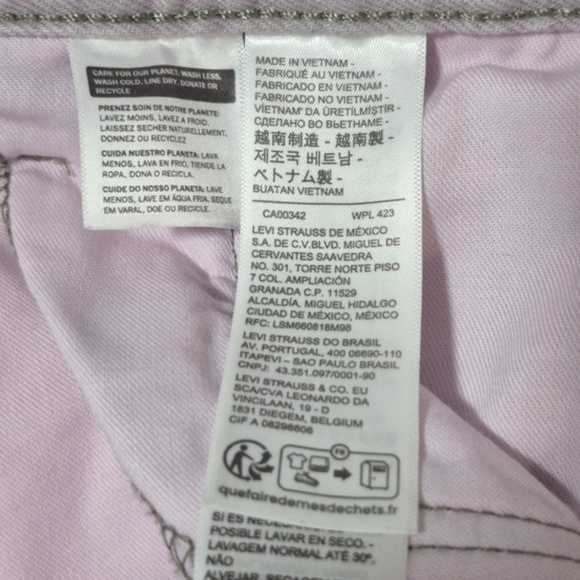 CARE FOR OUR PLANET: WASH LESS,
WASH COLD, LINE DRY, DONATE OR
RECYCLE
PRENEZ SOIN DE NOTRE PLANETE:
LAVEZ MOINS, LAVEZ A FROID,
LAISSEZ SECHER NATURELLEMENT,
DONNEZ OU RECYCLEZ
CUIDA NUESTRO PLANETA: LAVA
MENOS, LAVA EN FRIO, TIENDE LA
ROPA, DONA O RECICLA.
CUIDE DO NOSSO PLANETA: LAVE
MENOS, LAVE EM ÁGUA FRIA, SEQUE
EM VARAL, DOE OU RECICLE.
MADE IN VIETNAM -
FABRIQUÉ AU VIETNAM -
FABRICADO EN VIETNAM -
FABRICADO NO VIETNAM -
VİETNAM' DA ÜRETİLMİŞTİR -
СДЕЛАНО ВО ВЬЕТНАМЕ -
越南制造 - 越南製 -
제조국 베트남 -
ベトナム製 -
BUATAN VIETNAM
CA00342 WPL 423
LEVI STRAUSS DE MÉXICO
S.A. DE C.V.BLVD. MIGUEL DE
CERVANTES SAAVEDRA
NO. 301, TORRE NORTE PISO
7 COL. AMPLIACIÓN
GRANADA C.P. 11529
ALCALDÍA. MIGUEL HIDALGO
CIUDAD DE MÉXICO, MÉXICO
RFC: LSM660818M98
LEVI STRAUSS DO BRASIL
AV. PORTUGAL, 400 06690-110
ITAPEVI – SAO PAULO BRASIL
CNPJ: 43.351.097/0001-90
LEVI STRAUSS & CO. EU
SCA/CVA LEONARDO DA
VINCILAAN, 19 - D
1831 DIEGEM, BELGIUM
CIF A 08298606
FR
quefairedemesdechets.fr
SI ES NECESARIO
POSIBLE LAVAR EN SECO. -
LAVAGEM NORMAL ATÉ 30°.
NÃO
ALVEJAR.